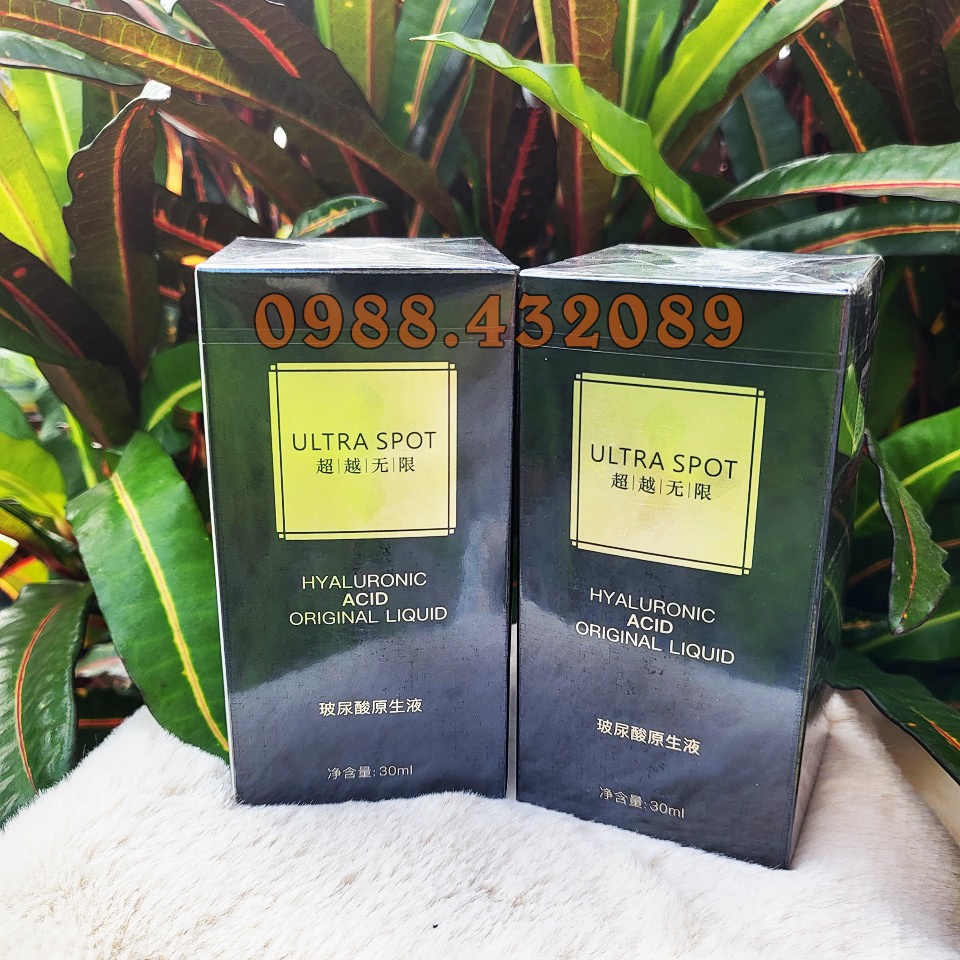 0988.432089
ULTRA SPOT
超|越|无|限
HYALURONIC
ACID
ORIGINAL LIQUID
玻尿酸原生液
净含量:30ml
ULTRA SPOT
超|越|无|限
HYALURONIC
ACID
ORIGINAL LIQUID
玻尿酸原生液
净含量:30ml